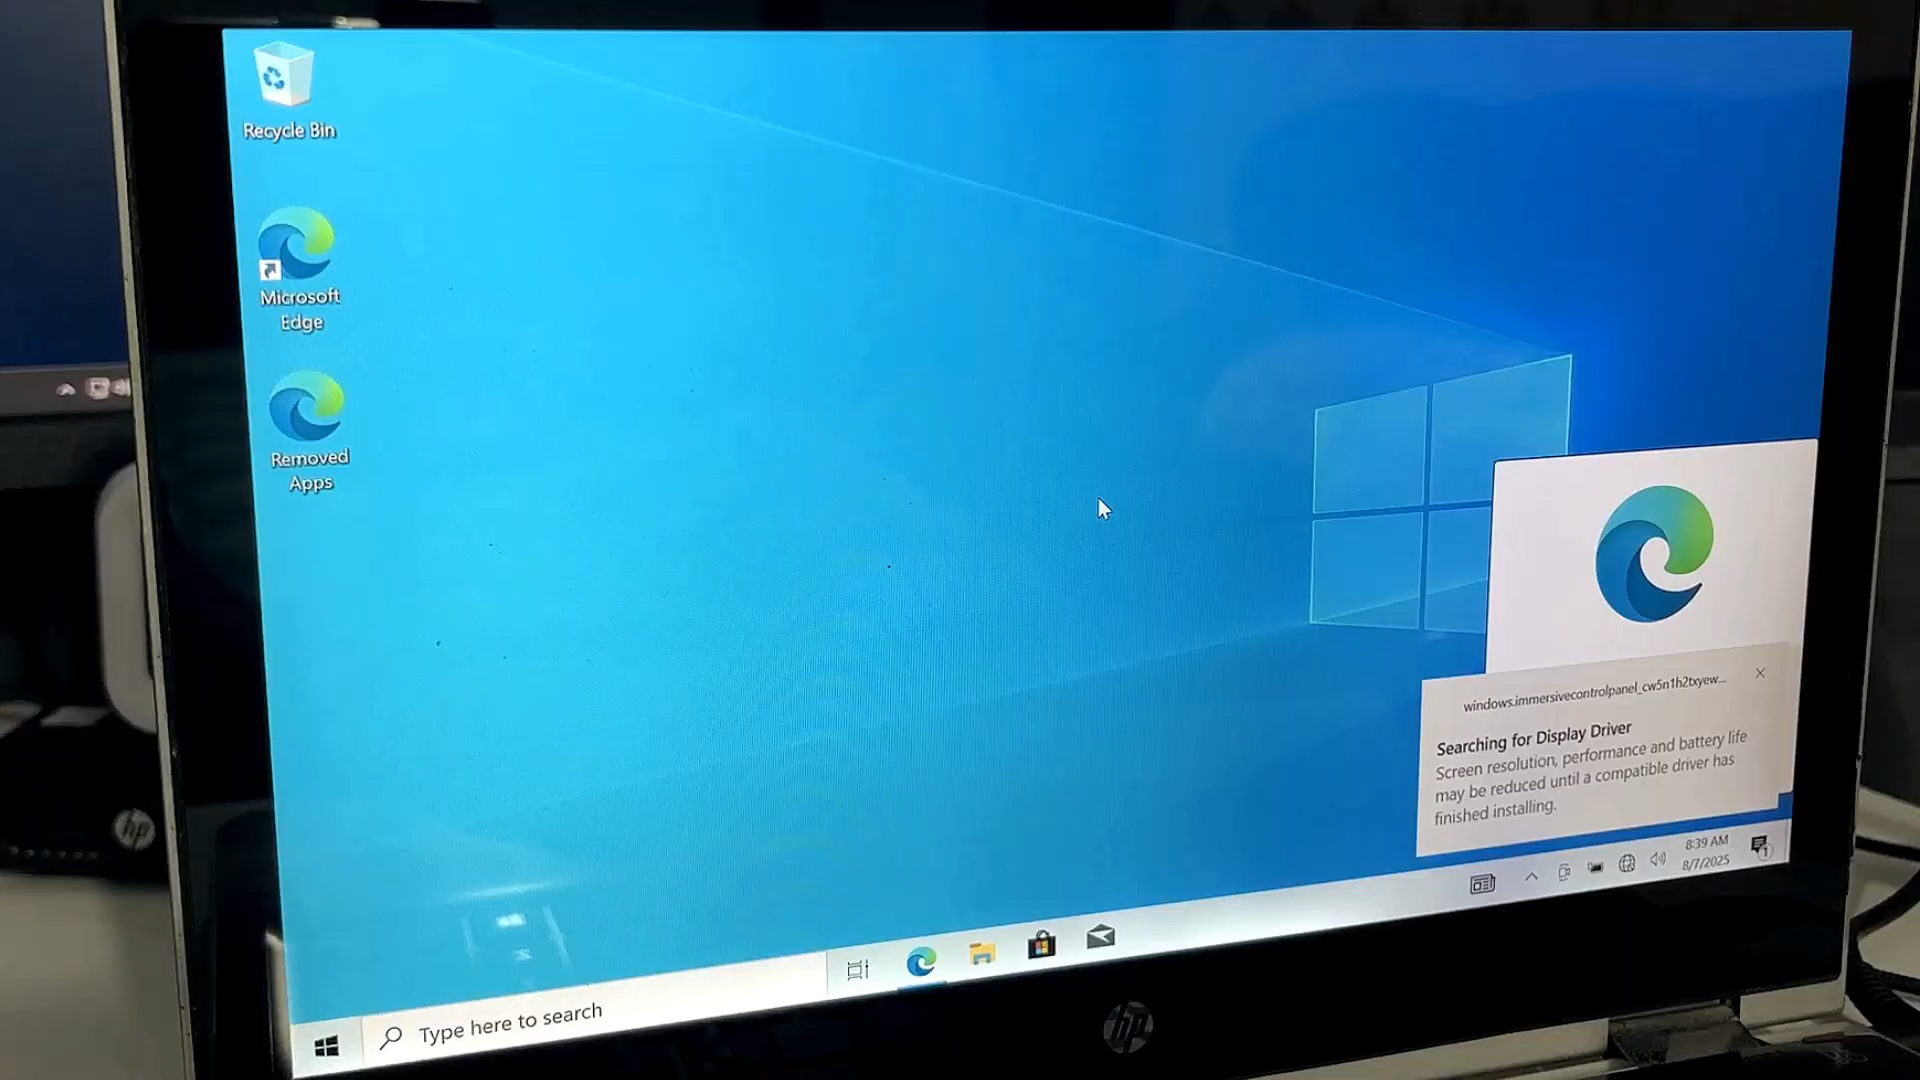 Recycle Bin
Microsoft
Edge
Removed
Apps
windows.immersivecontrolpanel_cw5n1h2txyew...
Searching for Display Driver
Screen resolution, performance and battery life
may be reduced until a compatible driver has
finished installing.
8:39 AM
8/7/2025
1
Type here to search
hp
hp